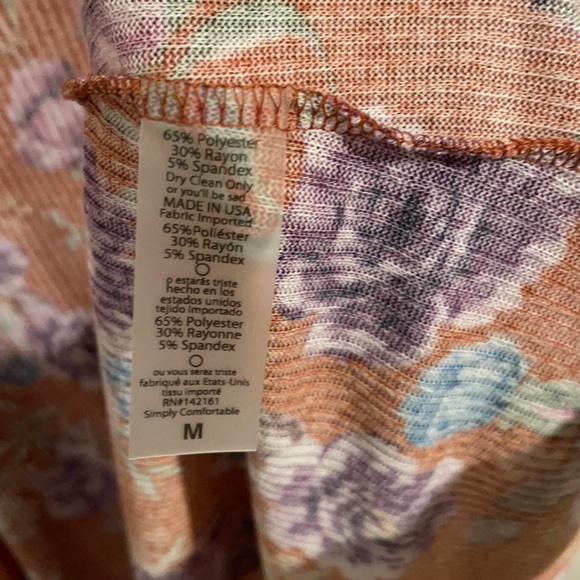 65% Polyester
30% Rayon
5% Spandex
Dry Clean Only
or you'll be sad
MADE IN USA
Fabric Imported
65%Poliéster
30% Rayón
5% Spandex
o estarás triste
hecho en los
estados unidos
tejido importado
65% Polyester
30% Rayonne
5% Spandex
ou vous serez triste
fabriqué aux Etats-Unis
tissu importé
RN#142161
Simply Comfortable
M